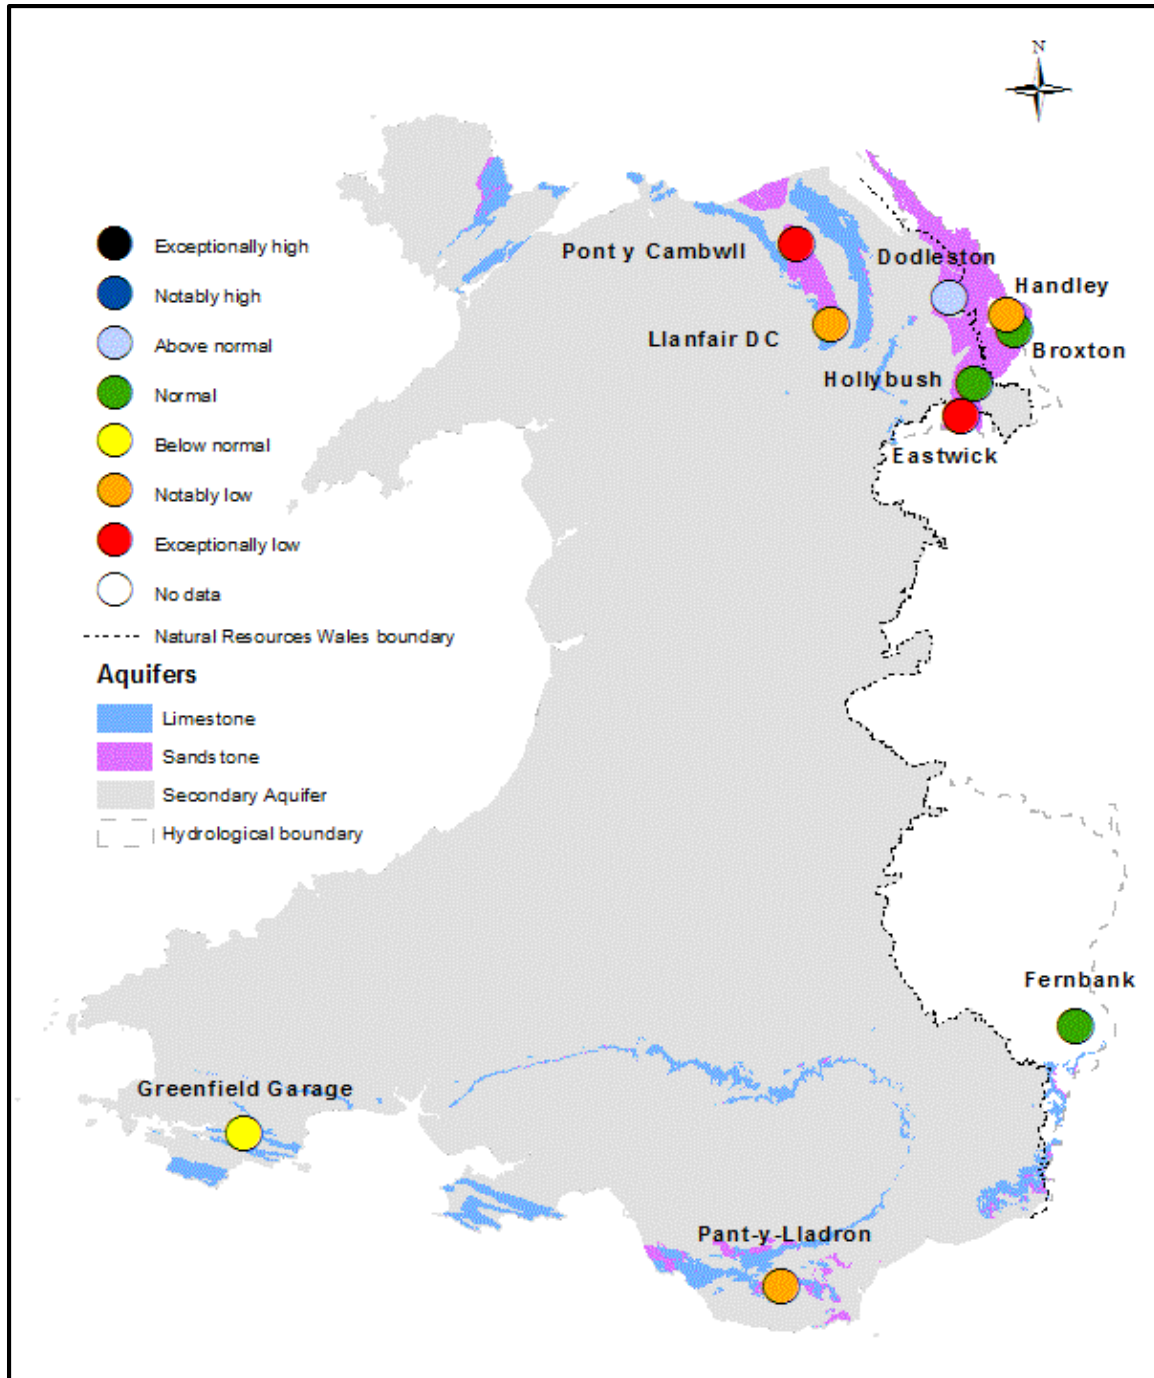 N
Exceptionally high
Notably high
Above normal
Normal
Below normal
Notably low
Exceptionally low
No data
Natural Resources Wales boundary
Aquifers
Limestone
Sandstone
Secondary Aquifer
Hydrological boundary
Pont y Cambwll
Dodleston
Handley
Llanfair DC
Broxton
Hollybush
Eastwick
Fernbank
Greenfield Garage
Pant-y-Lladron